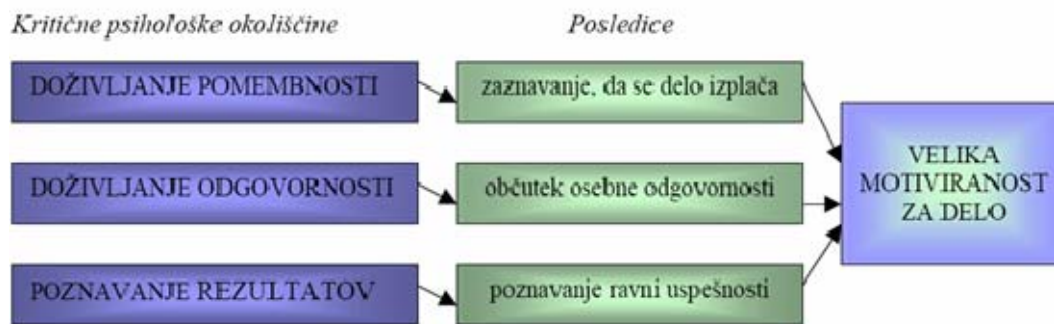 Kritične psihološke okoliščine
Posledice
DOŽIVLJANJE POMEMBNOSTI
zaznavanje, da se delo izplača
DOŽIVLJANJE ODGOVORNOSTI
občutek osebne odgovornosti
POZNAVANJE REZULTATOV
poznavanje ravni uspešnosti
VELIKA
MOTIVIRANOST
ZA DELO